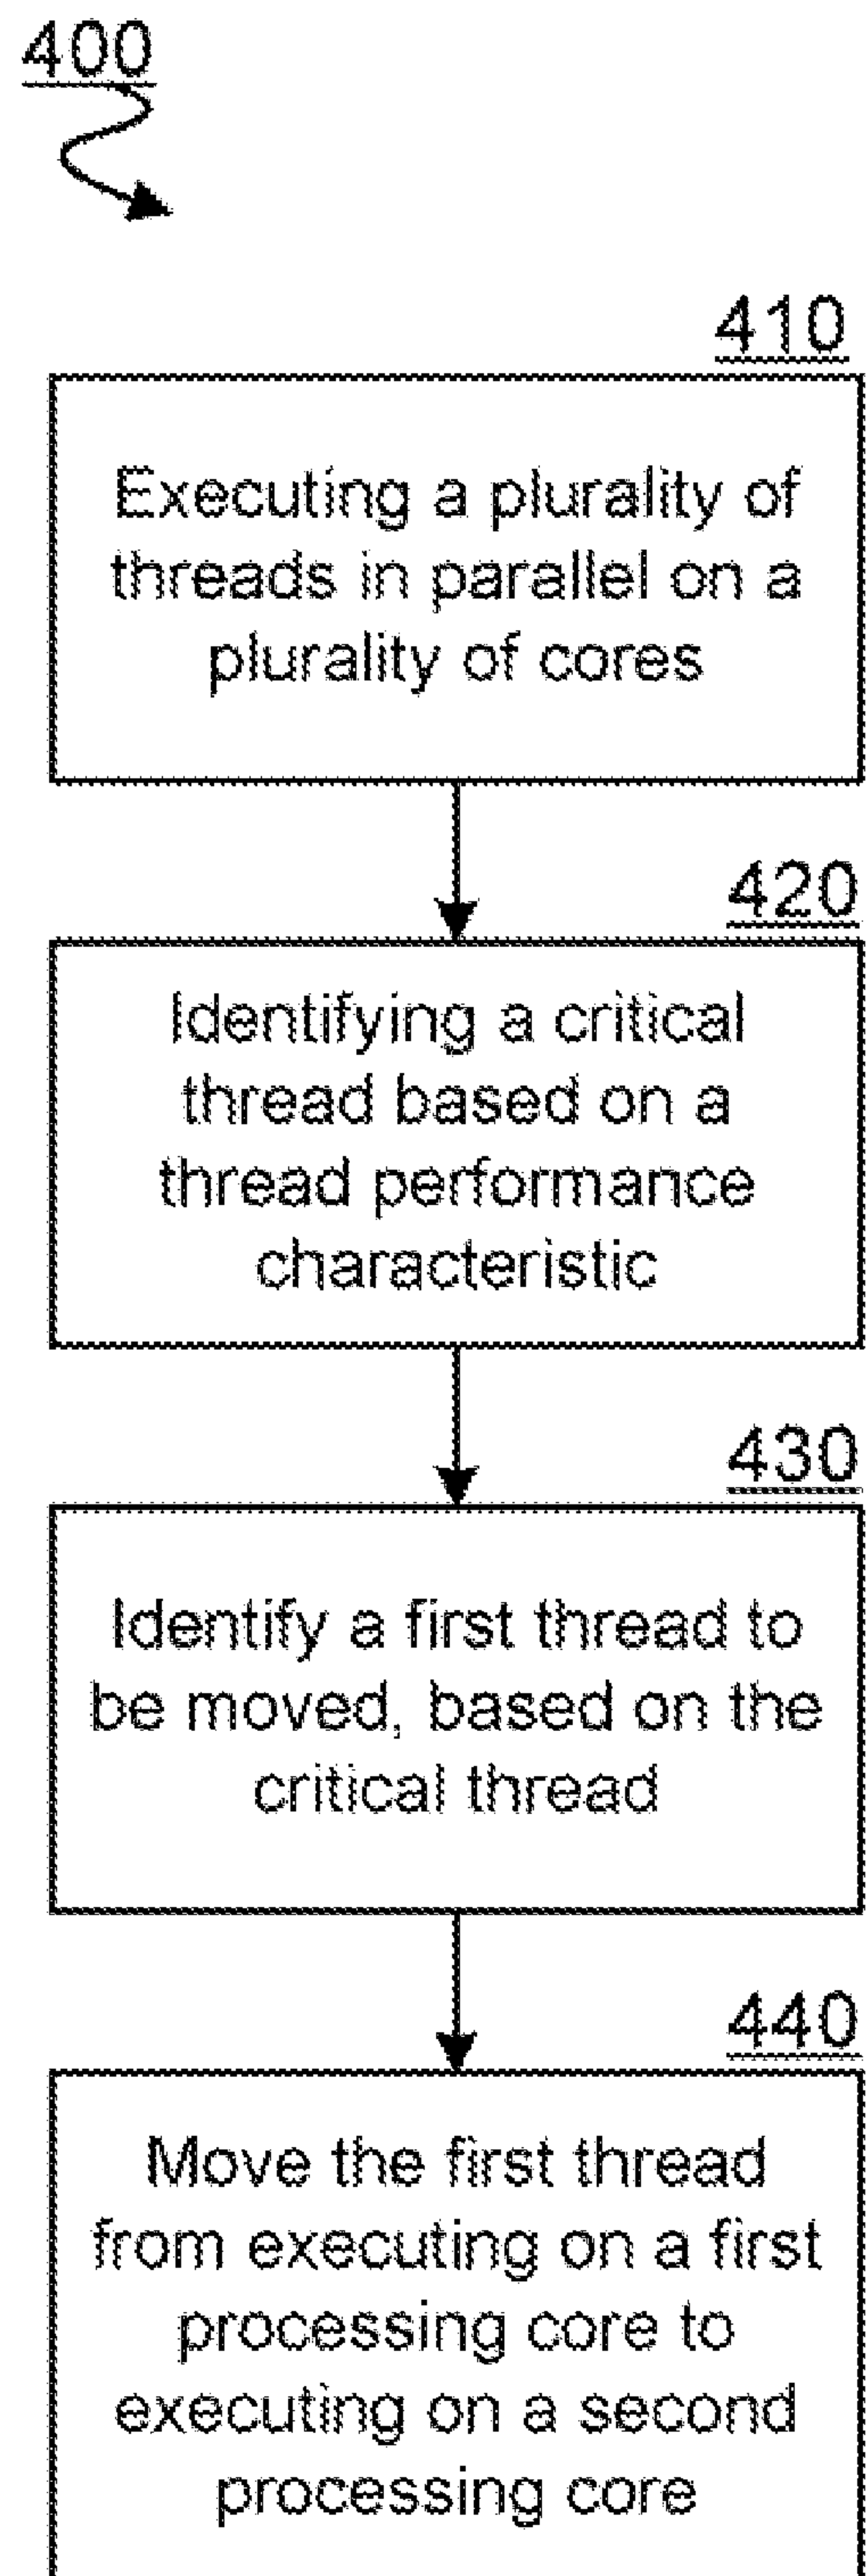 400
410
Executing a plurality of
threads in parallel on a
plurality of cores
420
Identifying a critical
thread based on a
thread performance
characteristic
430
Identify a first thread to
be moved, based on the
critical thread
440
Move the first thread
from executing on a first
processing core to
executing on a second
processing core